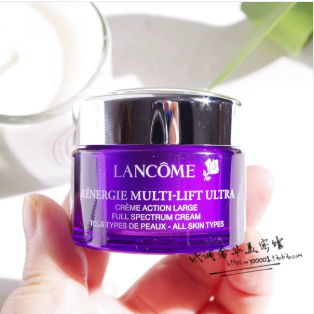 LANCÔME
RÉNERGIE MULTI-LIFT ULTRA
CRÈME ACTION LARGE
FULL SPECTRUM CREAM
TOUS TYPES DE PEAUX - ALL SKIN TYPES